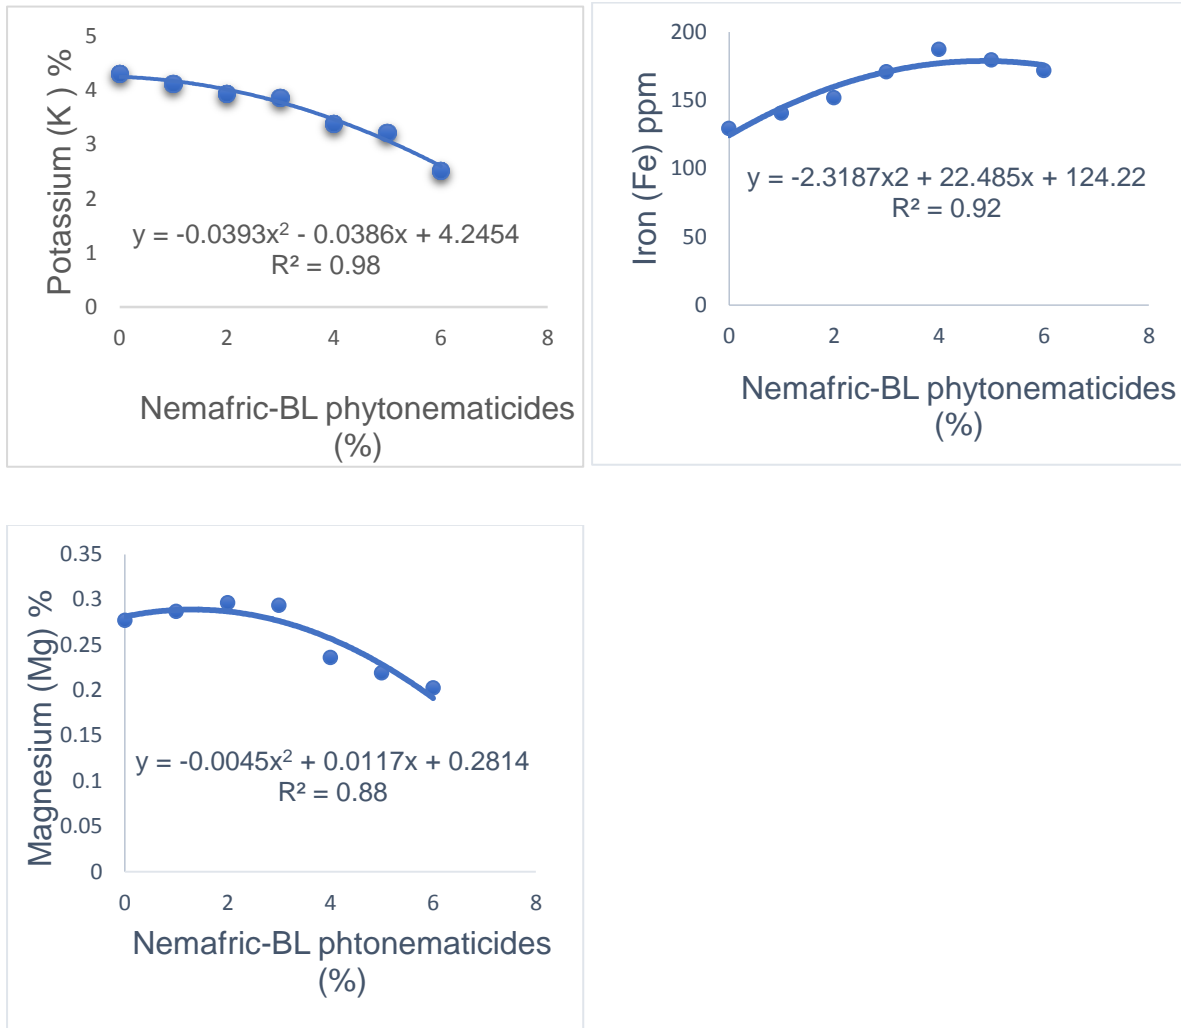 Potassium (K ) %
5
4
3
2
1
0
y = -0.0393x² - 0.0386x + 4.2454
R² = 0.98
0 2 4 6 8
Nemafric-BL phytonematicides
(%)
Iron (Fe) ppm
200
150
100
50
0
y = -2.3187x2 + 22.485x + 124.22
R² = 0.92
0 2 4 6 8
Nemafric-BL phytonematicides
(%)
Magnesium (Mg) %
0.35
0.3
0.25
0.2
0.15
0.1
0.05
0
y = -0.0045x² + 0.0117x + 0.2814
R² = 0.88
0 2 4 6 8
Nemafric-BL phtonematicides
(%)